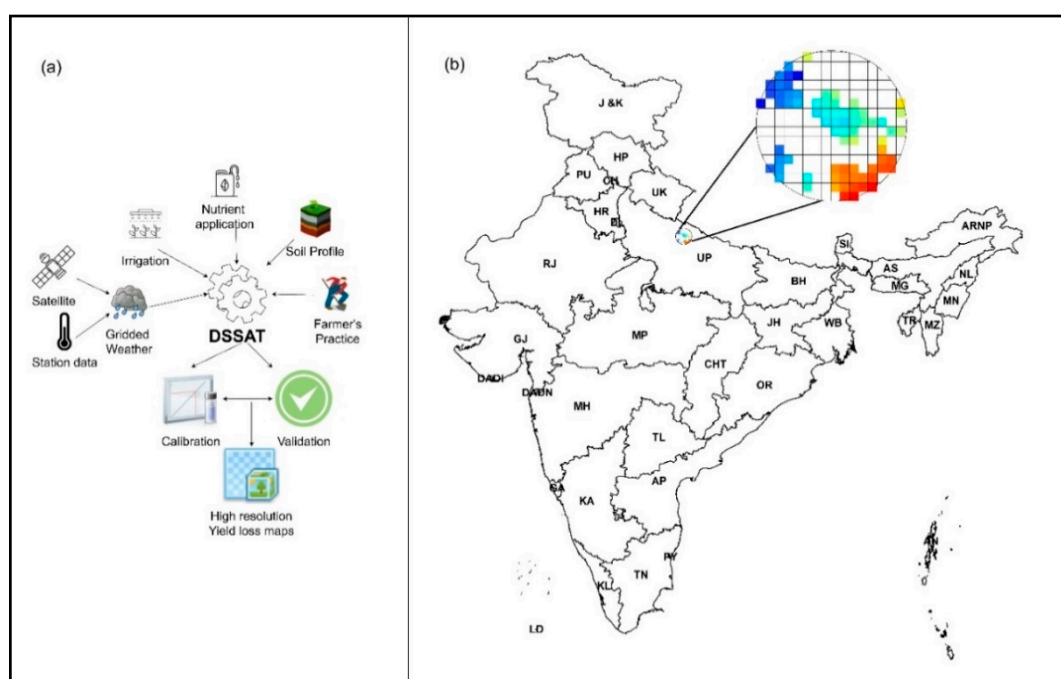 (a)
Nutrient
application
Soil Profile
Irrigation
Satellite
Station data
Gridded
Weather
DSSAT
Farmer's
Practice
Calibration
Validation
High resolution
Yield loss maps
(b)
J &K
HP
PU
CH
UK
HR
RJ
UP
SI
ARNP
AS
NL
MG
MN
BH
TR
MZ
JH
WB
MP
GJ
CHT
OR
DADI
DADN
MH
TL
AP
GA
KA
PY
TN
KL
AN
LD